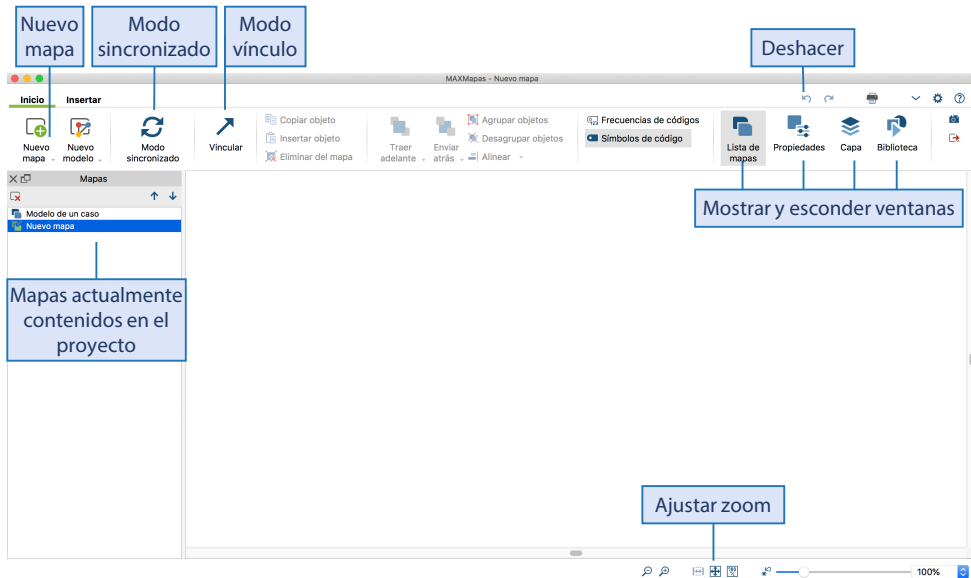 Nuevo
mapa
Modo
sincronizado
Modo
vínculo
Deshacer
MAXMapas - Nuevo mapa
Inicio
Insertar
Nuevo
mapa
Nuevo
modelo
Modo
sincronizado
Vincular
Copiar objeto
Insertar objeto
Eliminar del mapa
Traer
adelante
Enviar
atrás
Agrupar objetos
Desagrupar objetos
Alinear
Frecuencias de códigos
Símbolos de código
Lista de
mapas
Propiedades
Capa
Biblioteca
Mostrar y esconder ventanas
Mapas
Modelo de un caso
Nuevo mapa
Mapas actualmente
contenidos en el
proyecto
Ajustar zoom
100%